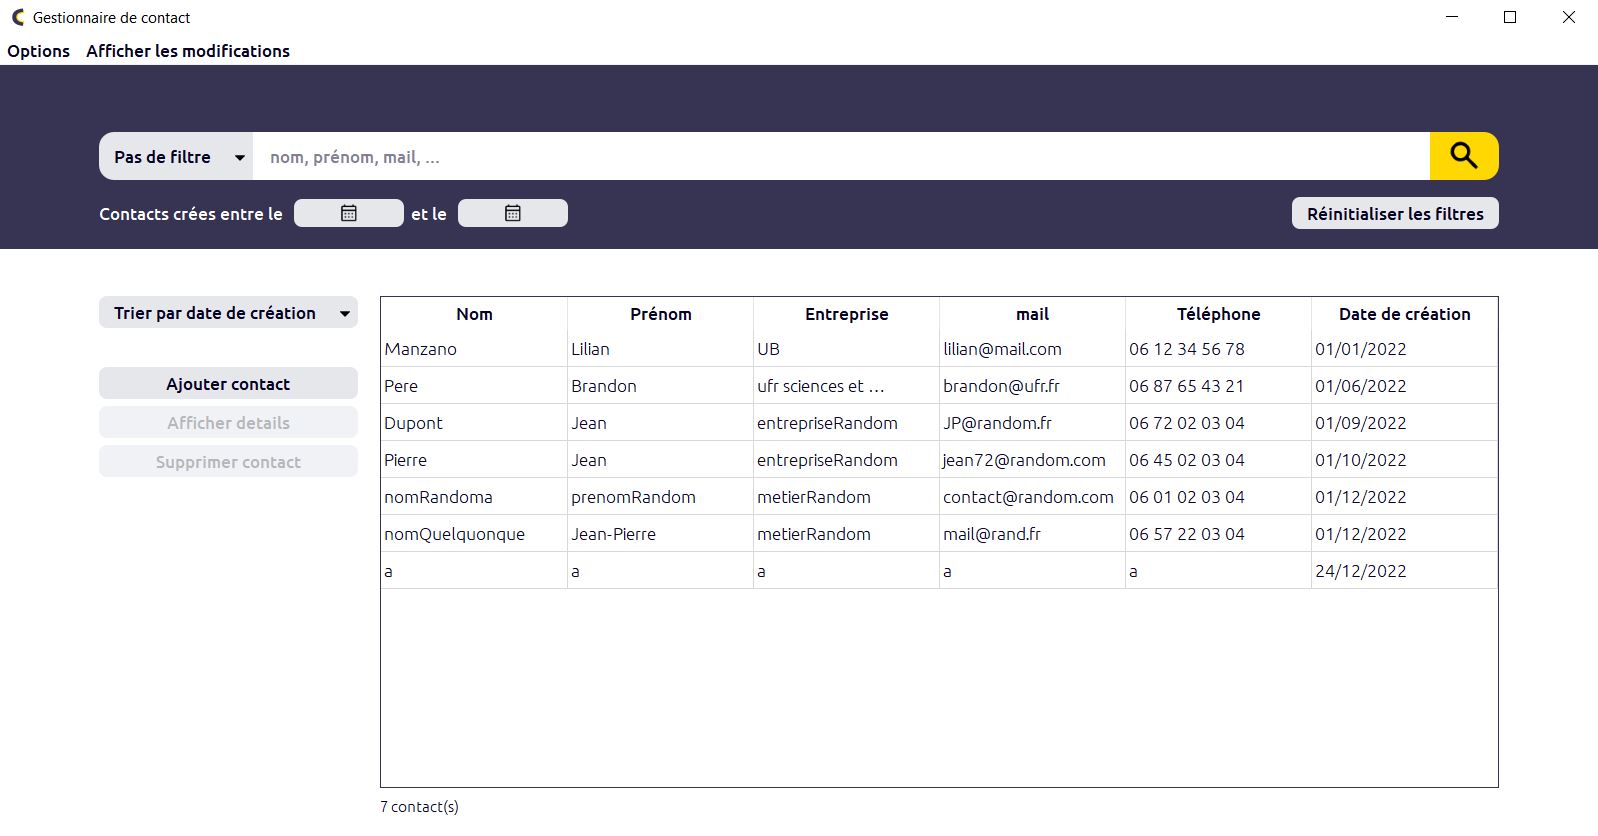 Gestionnaire de contact
Options Afficher les modifications
Pas de filtre nom, prénom, mail, ...
Contacts crées entre le et le Réinitialiser les filtres
Trier par date de création
Ajouter contact
Afficher details
Supprimer contact
Nom Prénom Entreprise mail Téléphone Date de création
Manzano Lilian UB lilian@mail.com 06 12 34 56 78 01/01/2022
Pere Brandon ufr sciences et ... brandon@ufr.fr 06 87 65 43 21 01/06/2022
Dupont Jean entrepriseRandom JP@random.fr 06 72 02 03 04 01/09/2022
Pierre Jean entrepriseRandom jean72@random.com 06 45 02 03 04 01/10/2022
nomRandoma prenomRandom metierRandom contact@random.com 06 01 02 03 04 01/12/2022
nomQuelquonque Jean-Pierre metierRandom mail@rand.fr 06 57 22 03 04 01/12/2022
a a a a a 24/12/2022
7 contact(s)